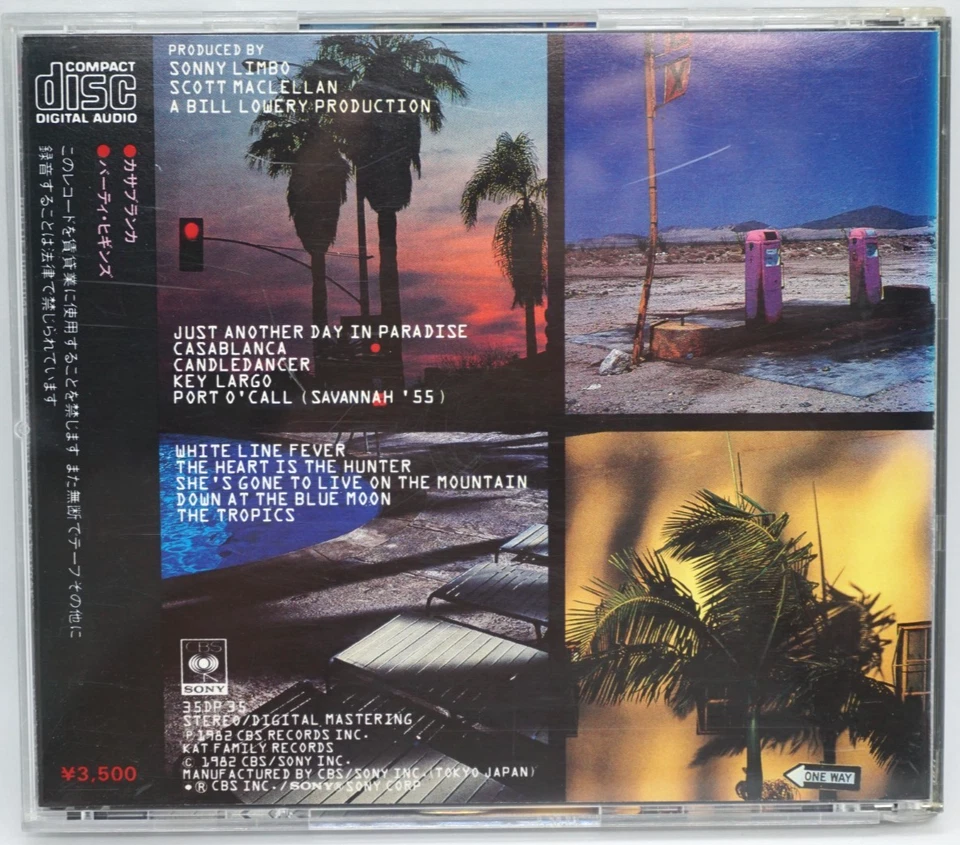 COMPACT
disc
DIGITAL AUDIO
●カサブランカ
●バーティ・ヒギンズ
このレコードを賃貸業に使用することを禁じます また無断でテープその他に
録音することは法律で禁じられています
¥3,500
PRODUCED BY
SONNY LIMBO
SCOTT MACLELLAN
A BILL LOWERY PRODUCTION
JUST ANOTHER DAY IN PARADISE
CASABLANCA
CANDLEDANCER
KEY LARGO
PORT O'CALL (SAVANNAH '55)
WHITE LINE FEVER
THE HEART IS THE HUNTER
SHE'S GONE TO LIVE ON THE MOUNTAIN
DOWN AT THE BLUE MOON
THE TROPICS
CBS
SONY
35DP 35
STEREO/DIGITAL MASTERING
℗ 1982 CBS RECORDS INC.
KAT FAMILY RECORDS
© 1982 CBS/SONY INC.
MANUFACTURED BY CBS/SONY INC. (TOKYO JAPAN)
●® CBS INC./SONY×SONY CORP
ONE WAY